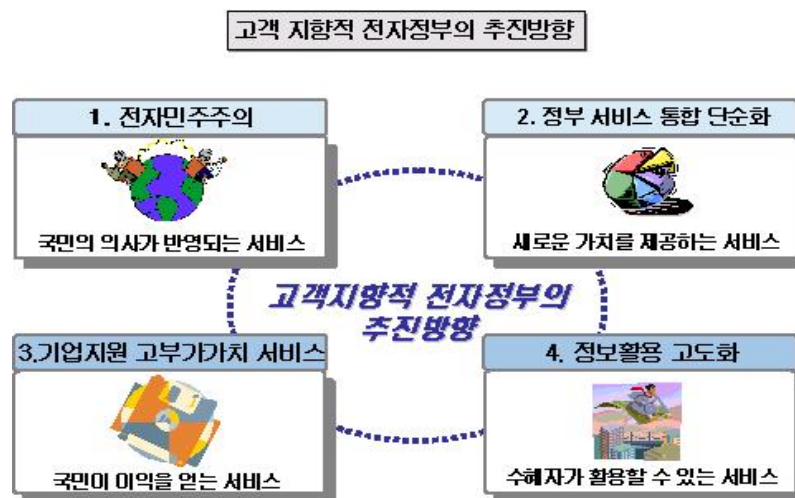 고객 지향적 전자정부의 추진방향
1. 전자민주주의
국민의 의사가 반영되는 서비스
2. 정부 서비스 통합 단순화
새로운 가치를 제공하는 서비스
고객지향적 전자정부의
추진방향
3.기업지원 고부가가치 서비스
국민이 이익을 얻는 서비스
4. 정보활용 고도화
수혜자가 활용할 수 있는 서비스